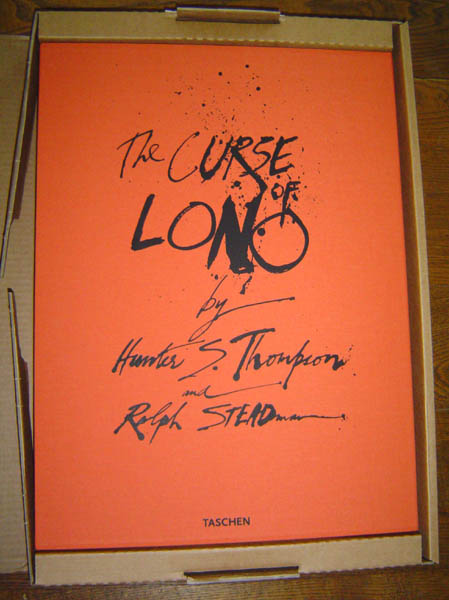 The CURSE
OF
LONO
by
Hunter S. Thompson
and
Ralph STEADman
TASCHEN